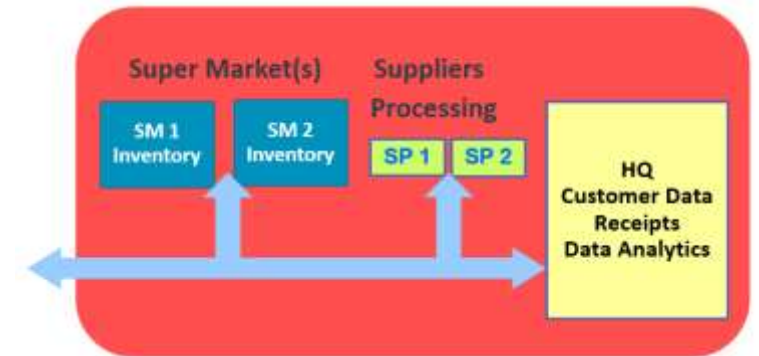 Super Market(s)
Suppliers
Processing
SM 1
Inventory
SM 2
Inventory
SP 1
SP 2
HQ
Customer Data
Receipts
Data Analytics